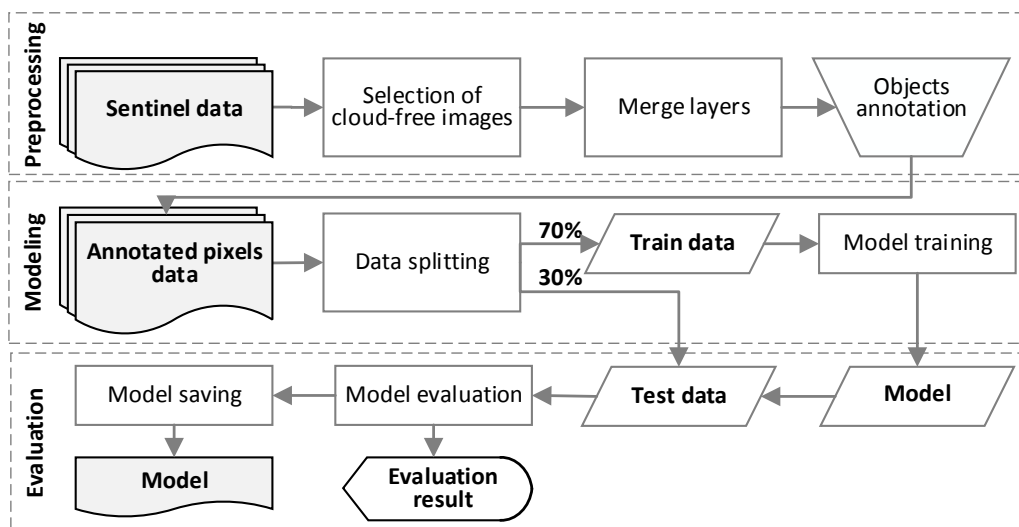 Preprocessing
Sentinel data
Selection of
cloud-free images
Merge layers
Objects
annotation
Modeling
Annotated pixels
data
Data splitting
70%
30%
Train data
Model training
Evaluation
Model saving
Model evaluation
Test data
Model
Model
Evaluation
result